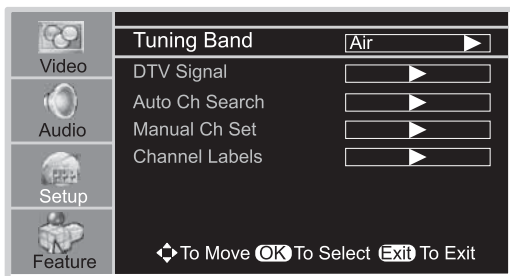 Video
Audio
Setup
Feature
Tuning Band Air
DTV Signal
Auto Ch Search
Manual Ch Set
Channel Labels
To Move OK To Select Exit To Exit